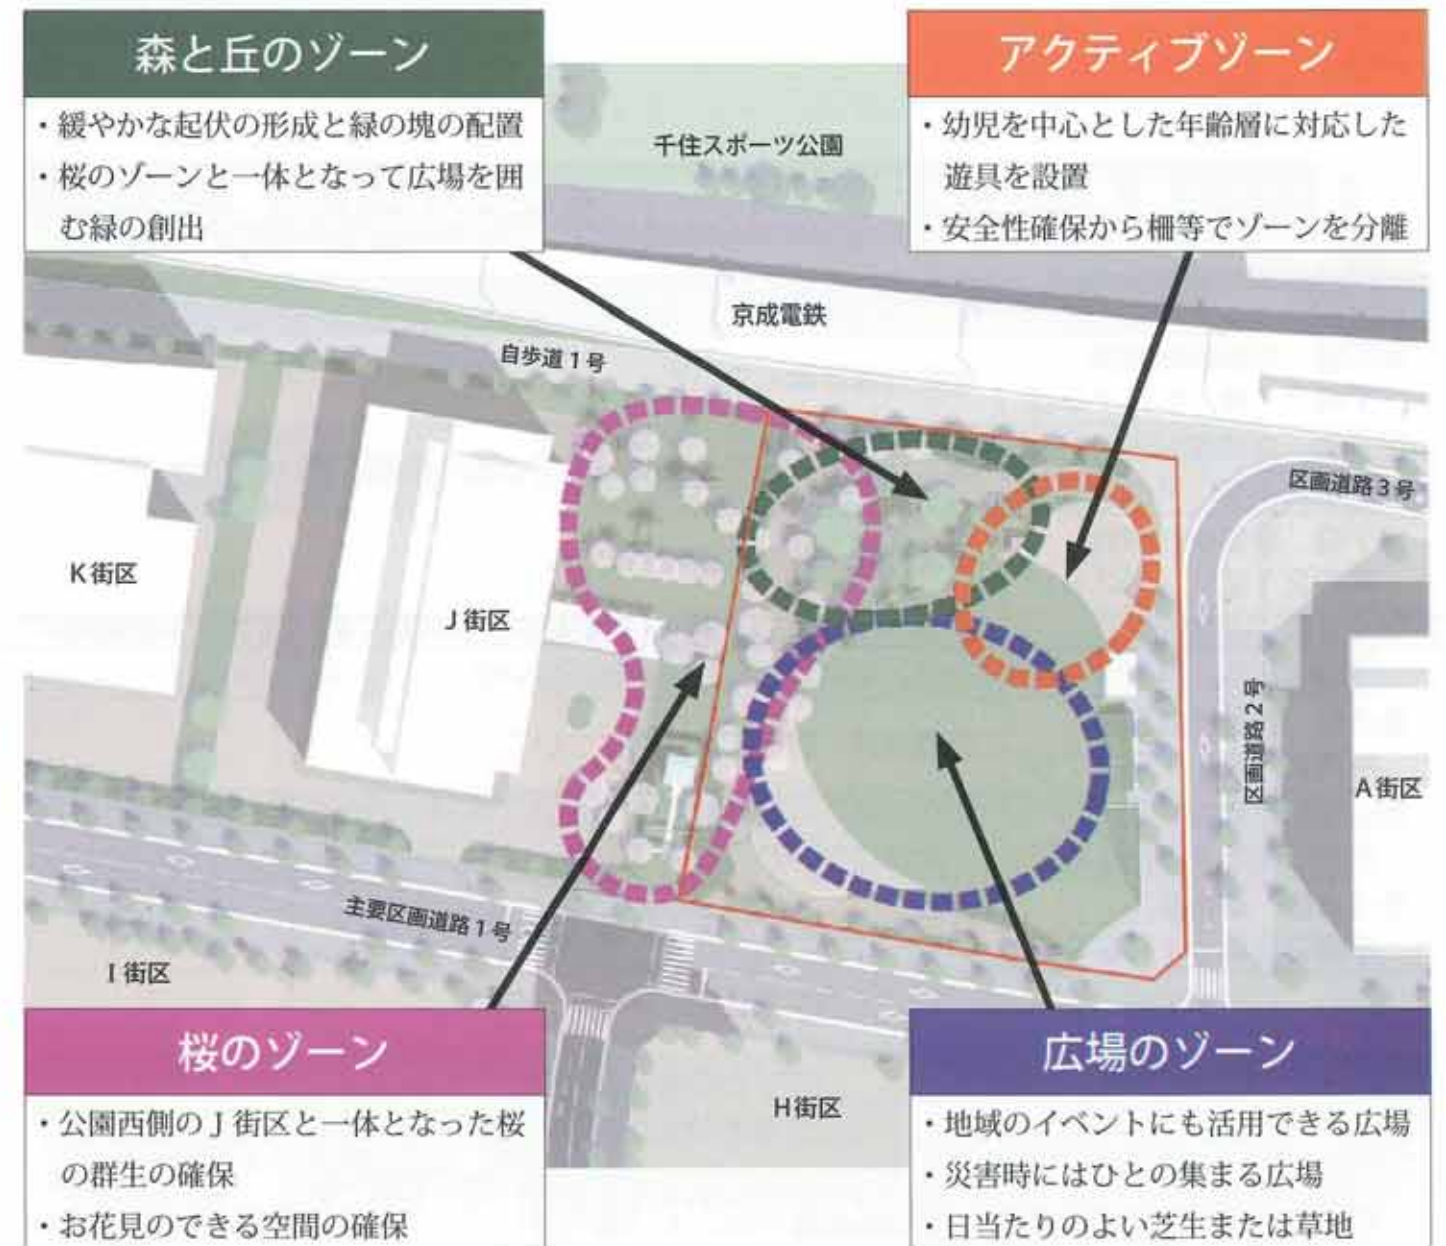 森と丘のゾーン
・緩やかな起伏の形成と緑の塊の配置
・桜のゾーンと一体となって広場を囲
む緑の創出
アクティブゾーン
・幼児を中心とした年齢層に対応した
遊具を設置
・安全性確保から柵等でゾーンを分離
千住スポーツ公園
京成電鉄
自歩道1号
区画道路3号
K街区
J街区
区画道路2号
A街区
主要区画道路1号
I街区
H街区
桜のゾーン
・公園西側のJ街区と一体となった桜
の群生の確保
・お花見のできる空間の確保
広場のゾーン
・地域のイベントにも活用できる広場
・災害時にはひとの集まる広場
・日当たりのよい芝生または草地